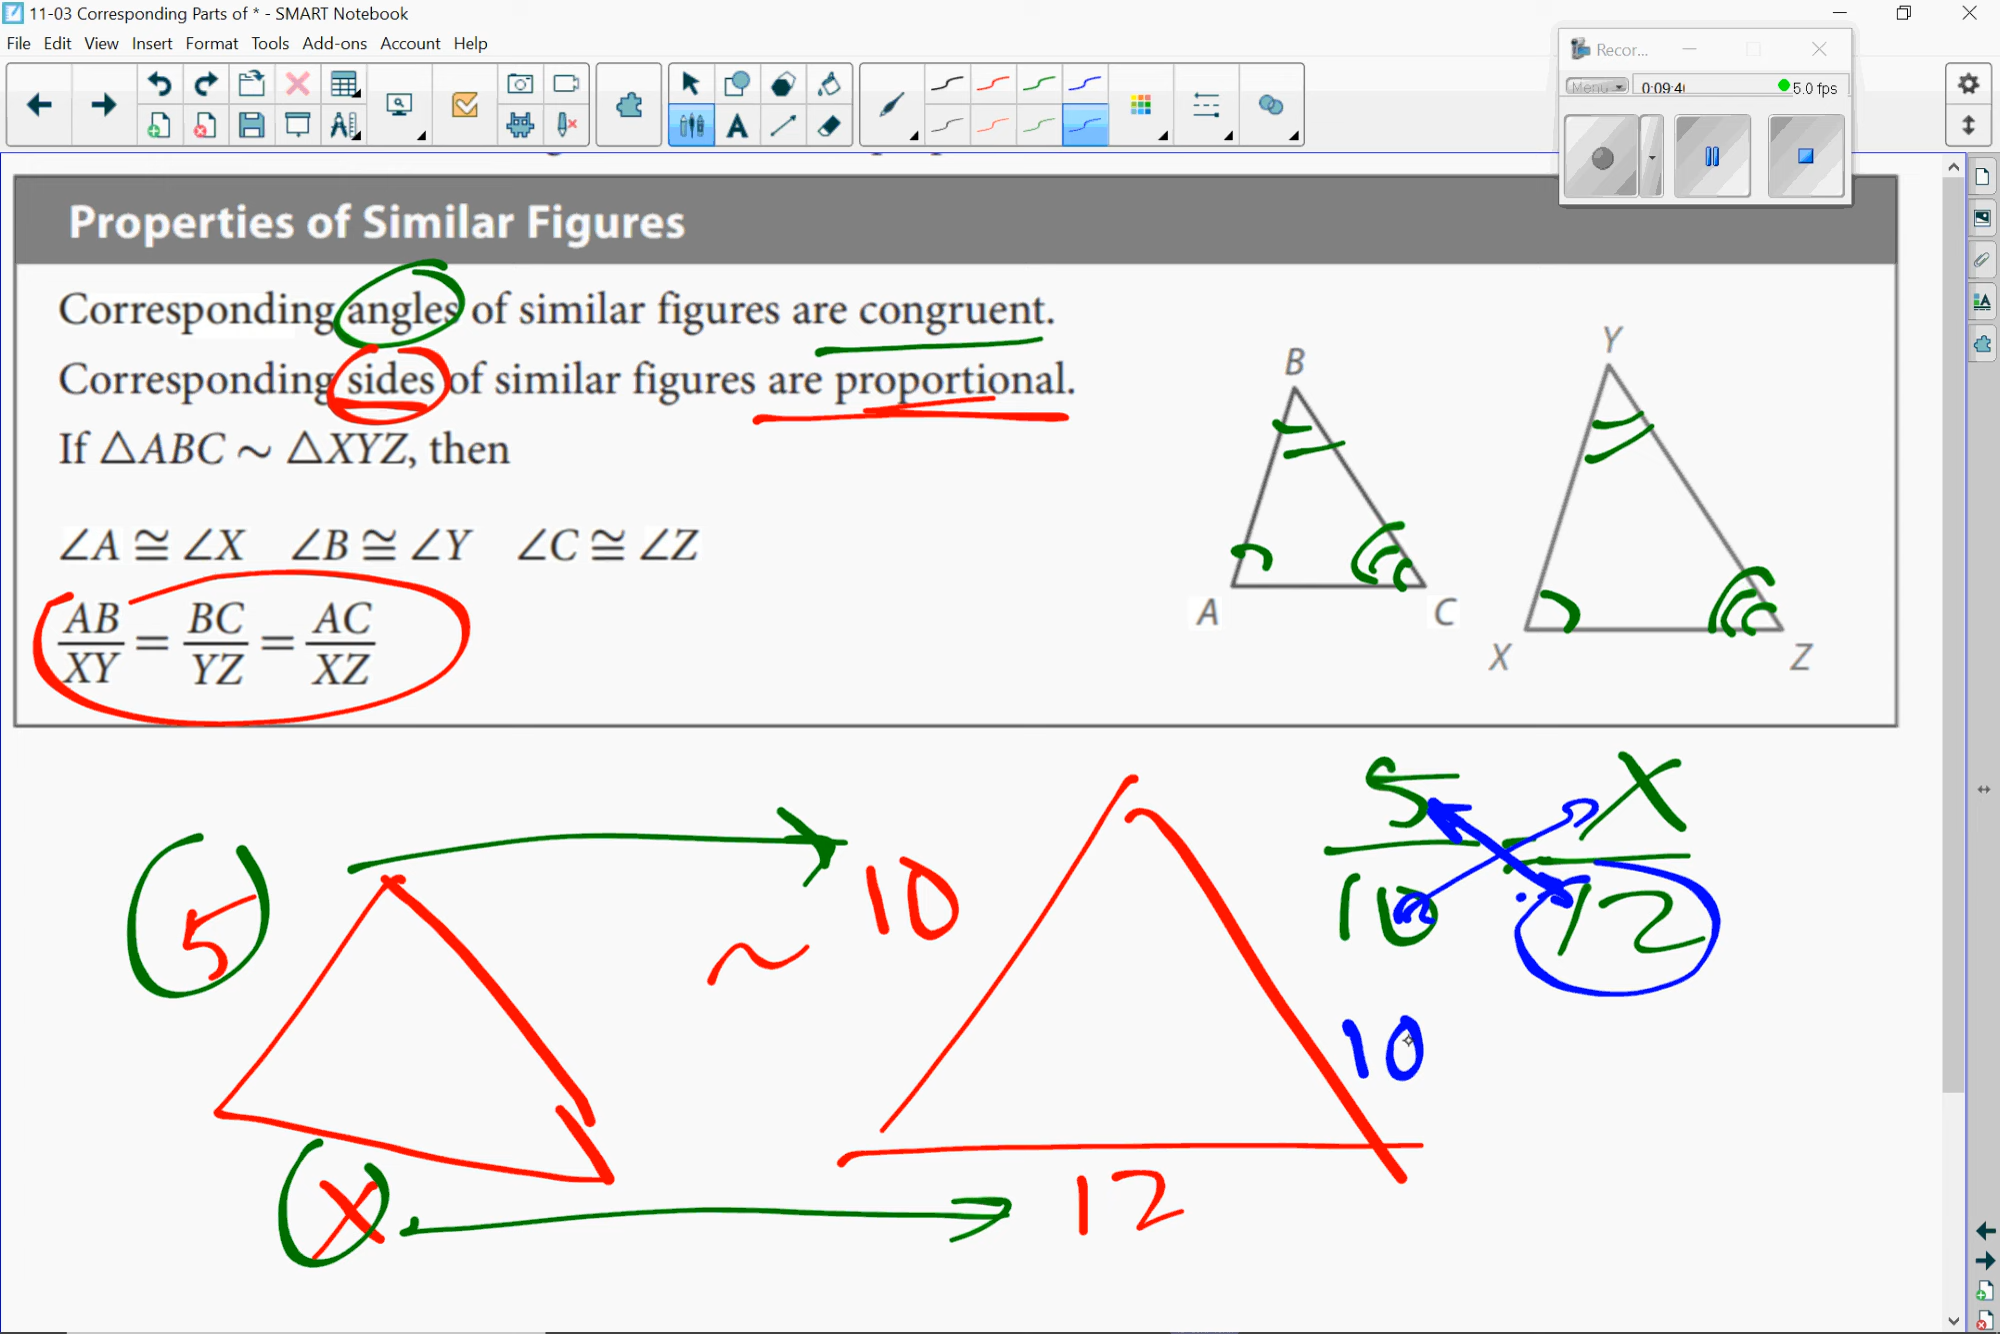 11-03 Corresponding Parts of * - SMART Notebook
File Edit View Insert Format Tools Add-ons Account Help
Recor...
Menu
5.0 fps
Properties of Similar Figures
Corresponding angles of similar figures are congruent.
Corresponding sides of similar figures are proportional.
If △ABC ~ △XYZ, then
∠A ≅ ∠X ∠B ≅ ∠Y ∠C ≅ ∠Z
AB/XY = BC/YZ = AC/XZ
B
Y
A
C
X
Z
5
~
10
X
12
5/10 = X/12
10